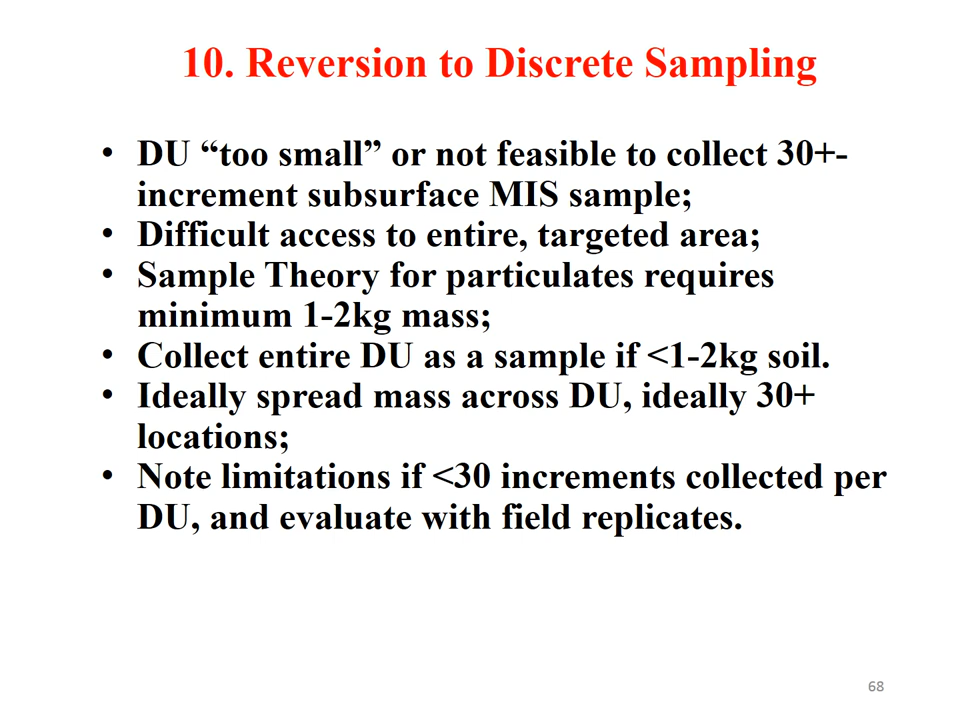 10. Reversion to Discrete Sampling
• DU “too small” or not feasible to collect 30+-
increment subsurface MIS sample;
• Difficult access to entire, targeted area;
• Sample Theory for particulates requires
minimum 1-2kg mass;
• Collect entire DU as a sample if <1-2kg soil.
• Ideally spread mass across DU, ideally 30+
locations;
• Note limitations if <30 increments collected per
DU, and evaluate with field replicates.
68